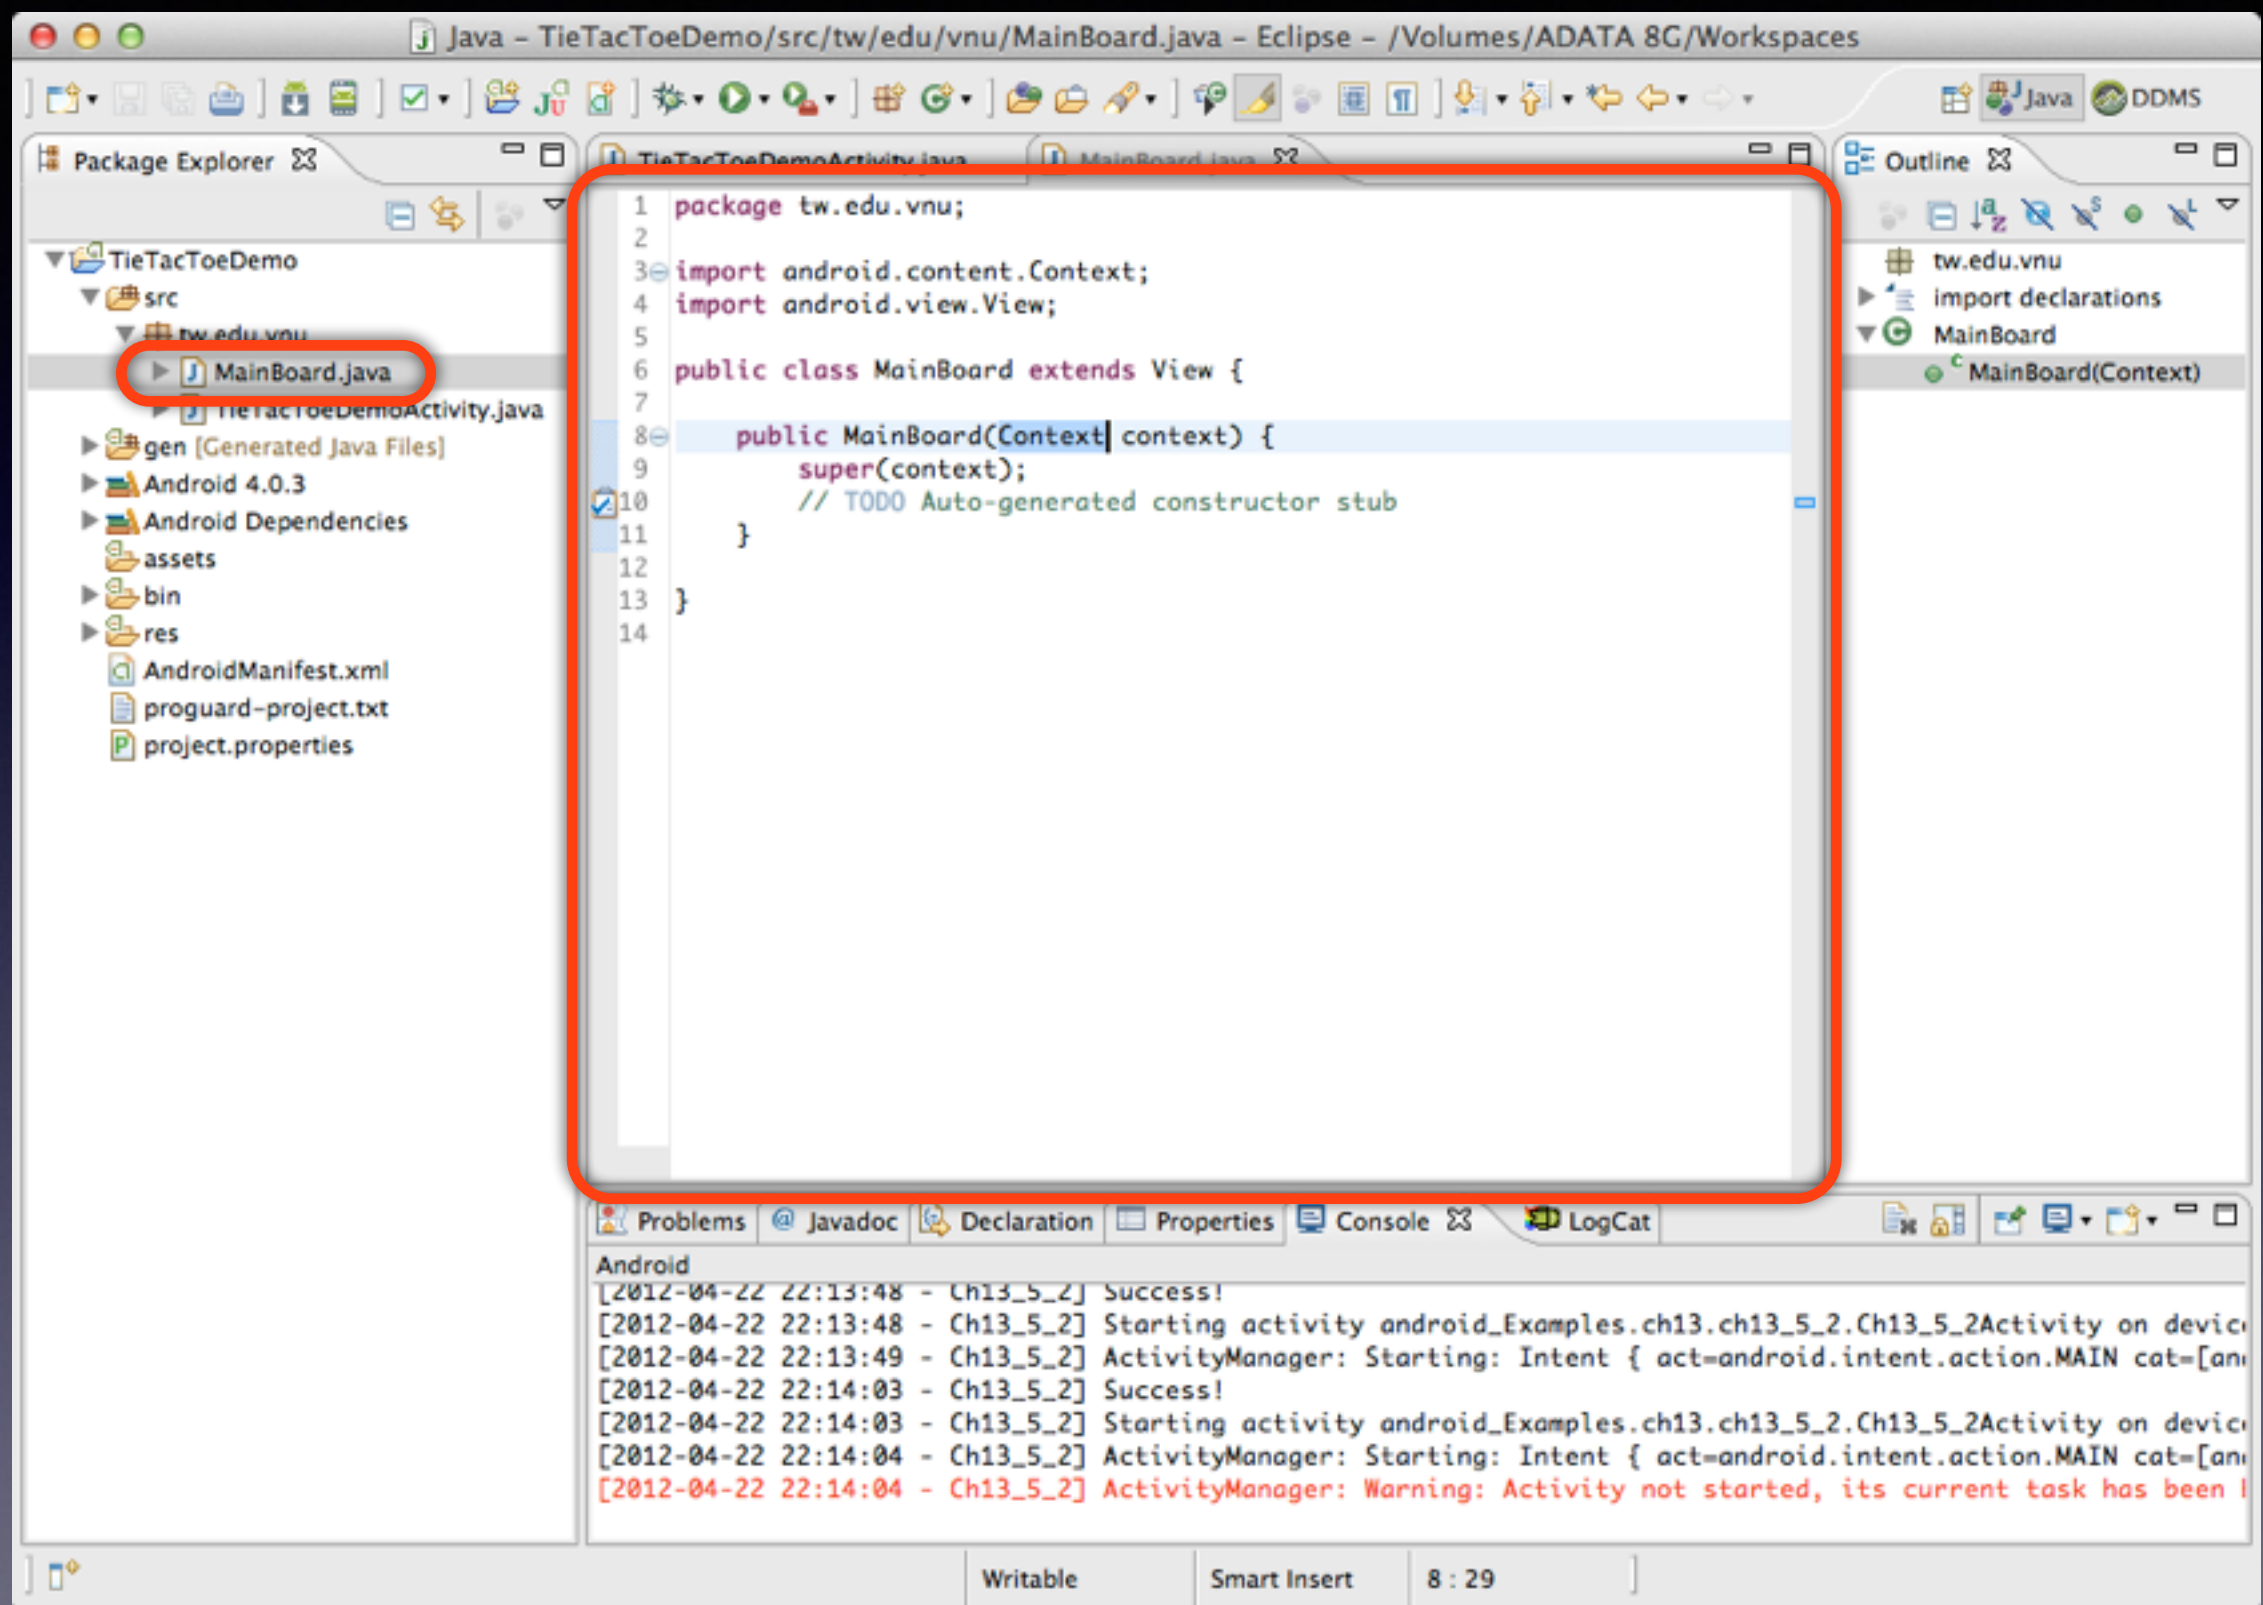 Java – TieTacToeDemo/src/tw/edu/vnu/MainBoard.java – Eclipse – /Volumes/ADATA 8G/Workspaces
Java
DDMS
Package Explorer
TieTacToeDemo
src
tw.edu.vnu
MainBoard.java
TieTacToeDemoActivity.java
gen [Generated Java Files]
Android 4.0.3
Android Dependencies
assets
bin
res
AndroidManifest.xml
proguard-project.txt
project.properties
TieTacToeDemoActivity.java
MainBoard.java
1 package tw.edu.vnu;
2
3 import android.content.Context;
4 import android.view.View;
5
6 public class MainBoard extends View {
7
8 public MainBoard(Context context) {
9 super(context);
10 // TODO Auto-generated constructor stub
11 }
12
13 }
14
Outline
tw.edu.vnu
import declarations
MainBoard
MainBoard(Context)
Problems
Javadoc
Declaration
Properties
Console
LogCat
Android
[2012-04-22 22:13:48 - Ch13_5_2] Success!
[2012-04-22 22:13:48 - Ch13_5_2] Starting activity android_Examples.ch13.ch13_5_2.Ch13_5_2Activity on
[2012-04-22 22:13:49 - Ch13_5_2] ActivityManager: Starting: Intent { act=android.intent.action.MAIN
[2012-04-22 22:14:03 - Ch13_5_2] Success!
[2012-04-22 22:14:03 - Ch13_5_2] Starting activity android_Examples.ch13.ch13_5_2.Ch13_5_2Activity on
[2012-04-22 22:14:04 - Ch13_5_2] ActivityManager: Starting: Intent { act=android.intent.action.MAIN
[2012-04-22 22:14:04 - Ch13_5_2] ActivityManager: Warning: Activity not started, its current task has been
Writable
Smart Insert
8 : 29